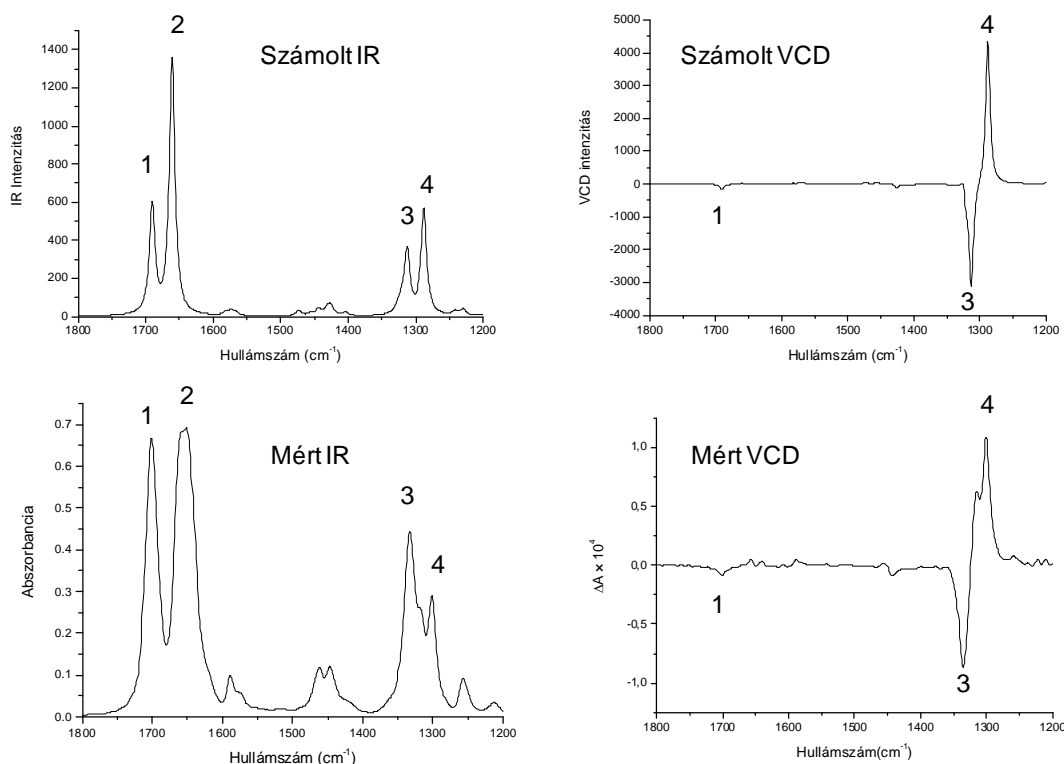 Számolt IR
1
2
3
4
IR Intenzitás
1400
1200
1000
800
600
400
200
0
1800 1700 1600 1500 1400 1300 1200
Hullámszám (cm⁻¹)
Számolt VCD
4
1
3
VCD intenzitás
5000
4000
3000
2000
1000
0
-1000
-2000
-3000
-4000
1800 1700 1600 1500 1400 1300 1200
Hullámszám (cm⁻¹)
Mért IR
1
2
3
4
Abszorbancia
0.7
0.6
0.5
0.4
0.3
0.2
0.1
0.0
1800 1700 1600 1500 1400 1300 1200
Hullámszám (cm⁻¹)
Mért VCD
4
1
3
ΔA × 10⁴
1,0
0,5
0,0
-0,5
-1,0
1800 1700 1600 1500 1400 1300 1200
Hullámszám(cm⁻¹)